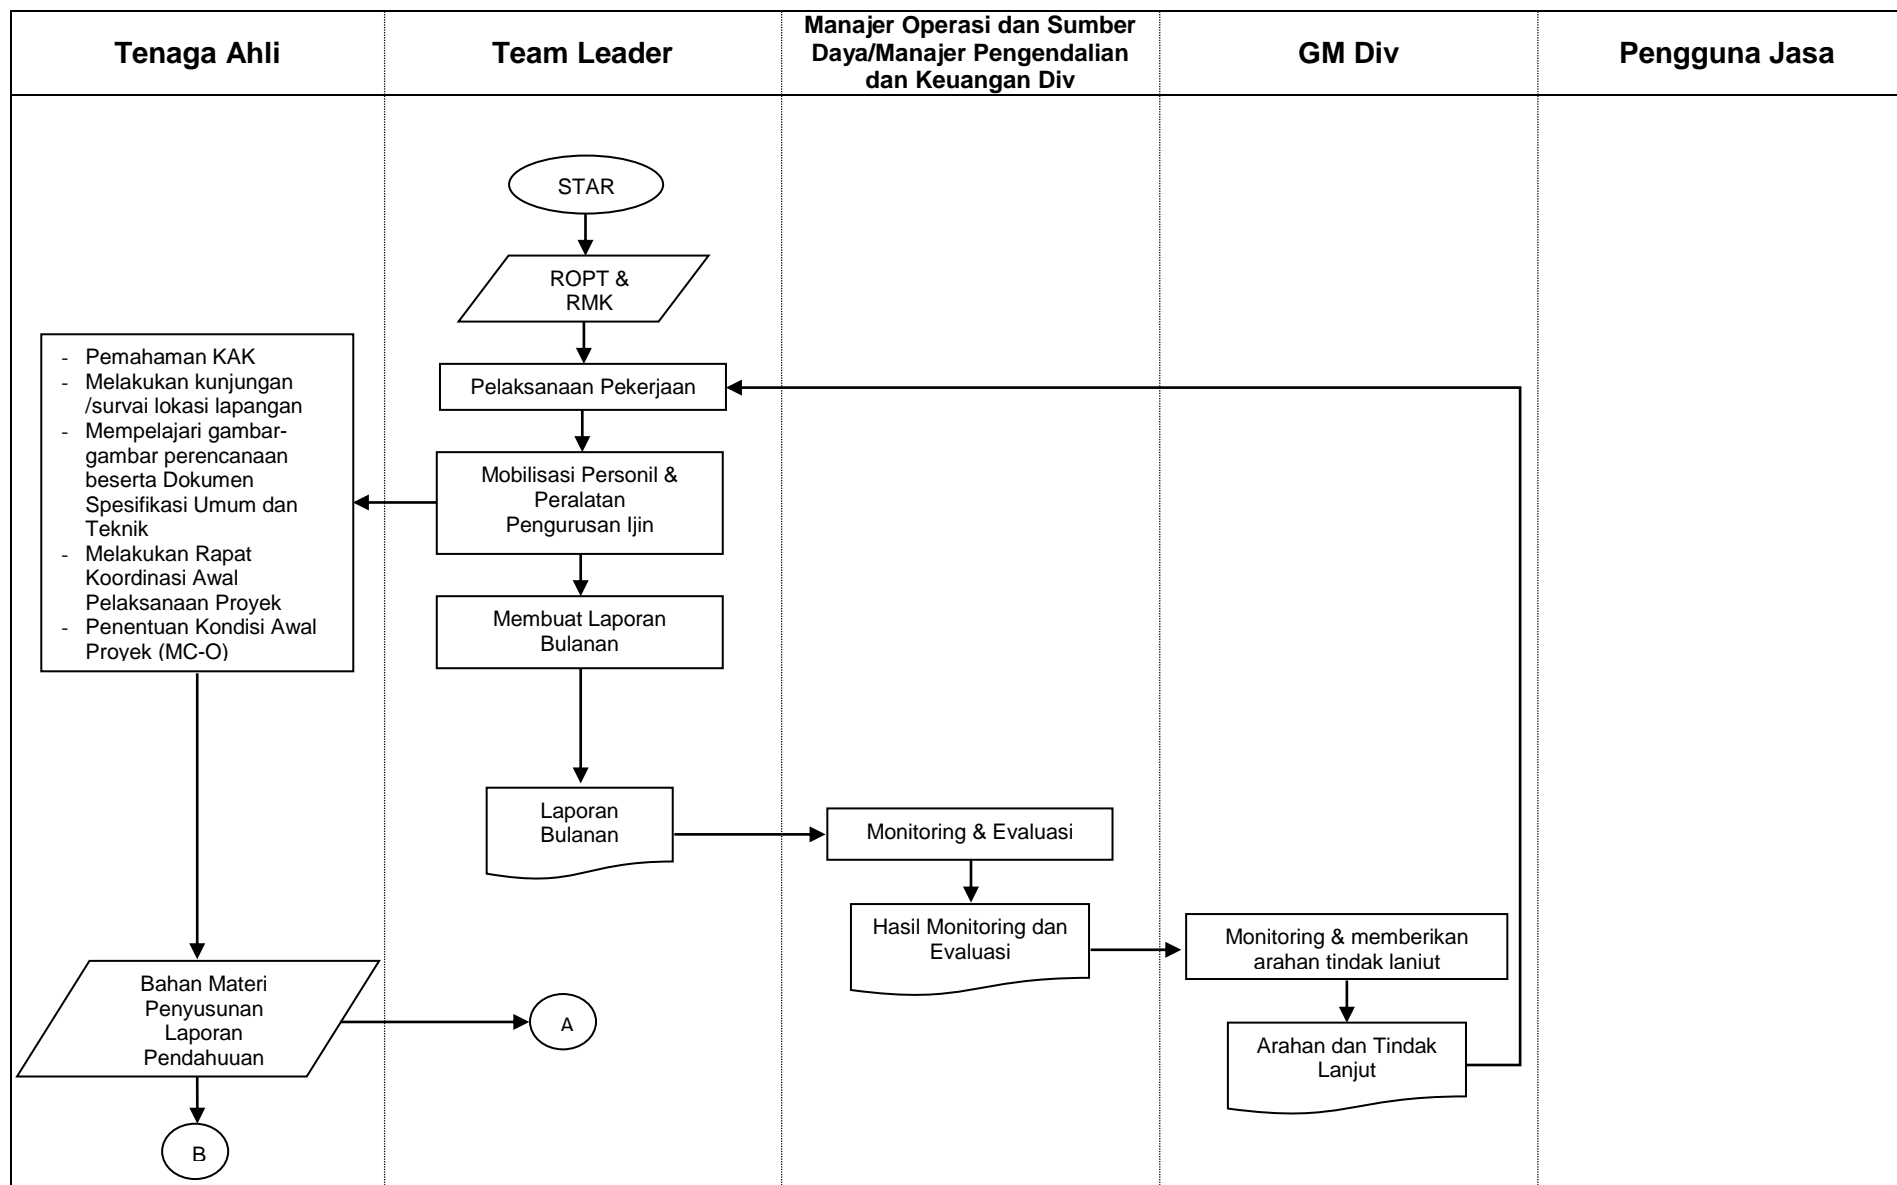 Tenaga Ahli
Team Leader
Manajer Operasi dan Sumber
Daya/Manajer Pengendalian
dan Keuangan Div
GM Div
Pengguna Jasa
STAR
ROPT &
RMK
Pelaksanaan Pekerjaan
- Pemahaman KAK
- Melakukan kunjungan
/survai lokasi lapangan
- Mempelajari gambar-
gambar perencanaan
beserta Dokumen
Spesifikasi Umum dan
Teknik
- Melakukan Rapat
Koordinasi Awal
Pelaksanaan Proyek
- Penentuan Kondisi Awal
Proyek (MC-O)
Mobilisasi Personil &
Peralatan
Pengurusan Ijin
Membuat Laporan
Bulanan
Laporan
Bulanan
Monitoring & Evaluasi
Hasil Monitoring dan
Evaluasi
Monitoring & memberikan
arahan tindak lanjut
Arahan dan Tindak
Lanjut
Bahan Materi
Penyusunan
Laporan
Pendahuuan
A
B